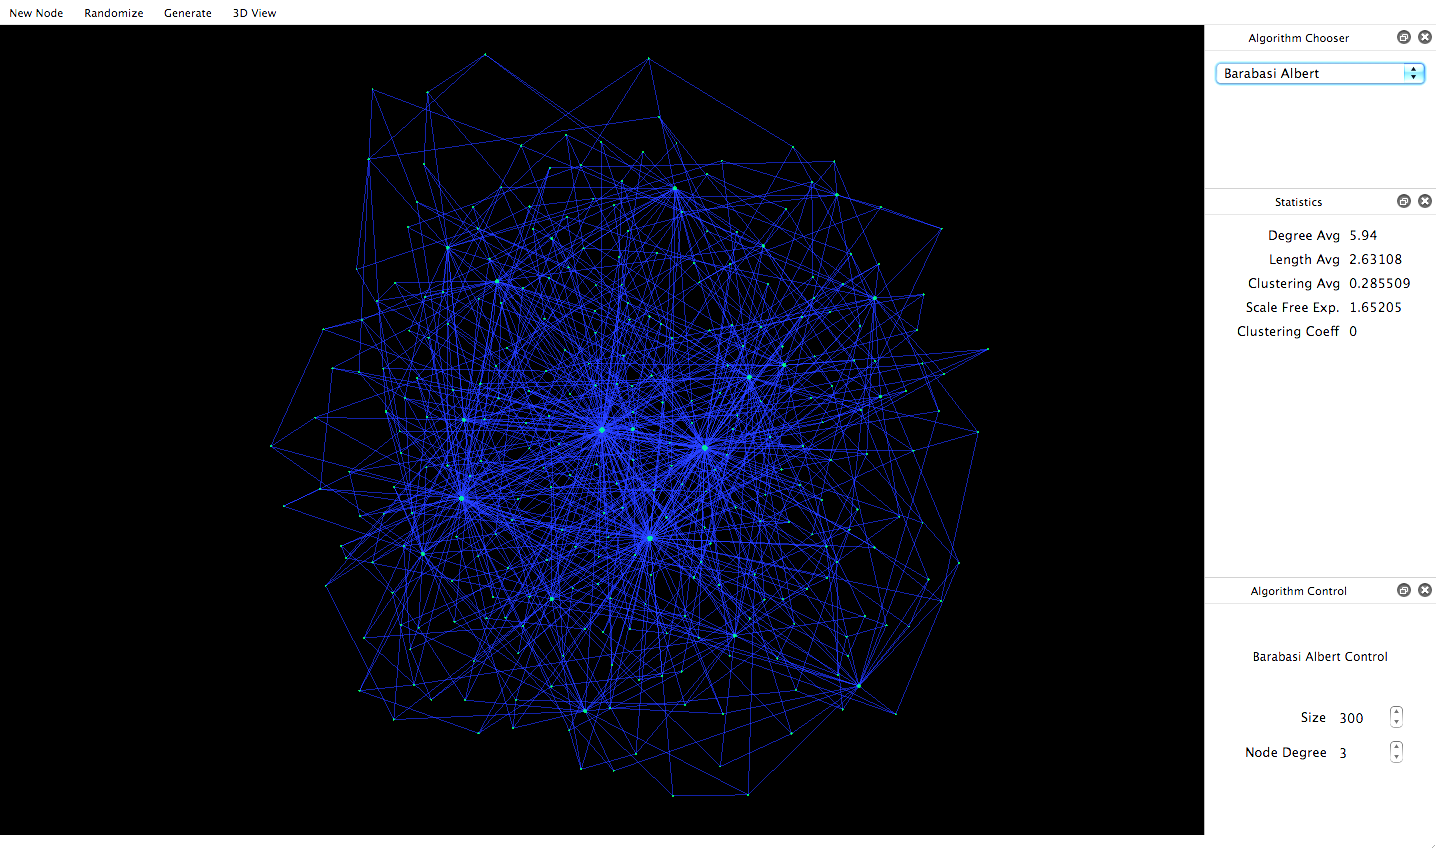 New Node Randomize Generate 3D View
Algorithm Chooser
Barabasi Albert
Statistics
Degree Avg 5.94
Length Avg 2.63108
Clustering Avg 0.285509
Scale Free Exp. 1.65205
Clustering Coeff 0
Algorithm Control
Barabasi Albert Control
Size 300
Node Degree 3